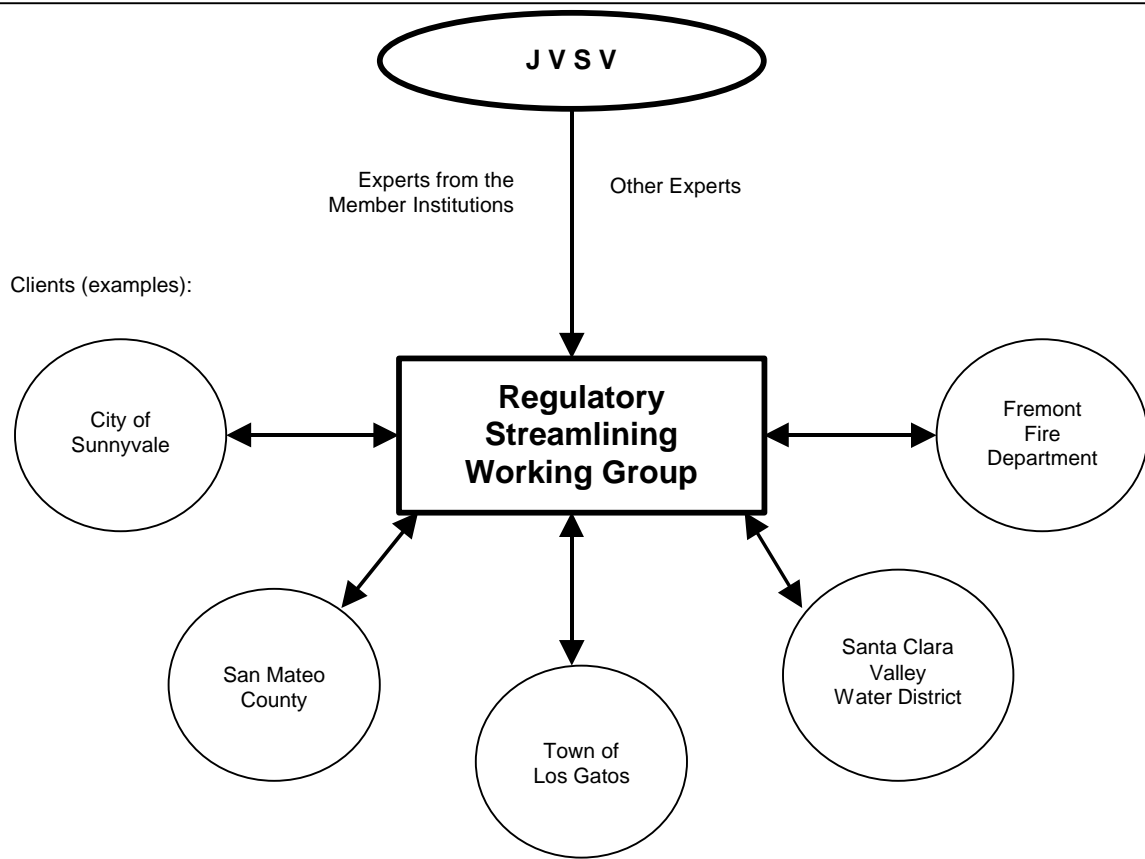 J V S V
Experts from the
Member Institutions
Other Experts
Clients (examples):
City of
Sunnyvale
Regulatory
Streamlining
Working Group
Fremont
Fire
Department
San Mateo
County
Town of
Los Gatos
Santa Clara
Valley
Water District